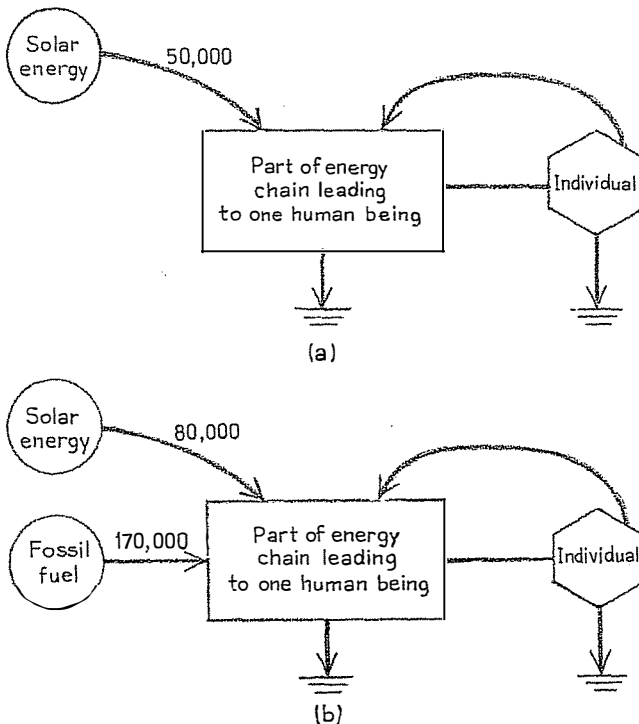 Solar
energy
50,000
Part of energy
chain leading
to one human being
Individual
(a)
Solar
energy
80,000
Fossil
fuel
170,000
Part of energy
chain leading
to one human being
Individual
(b)